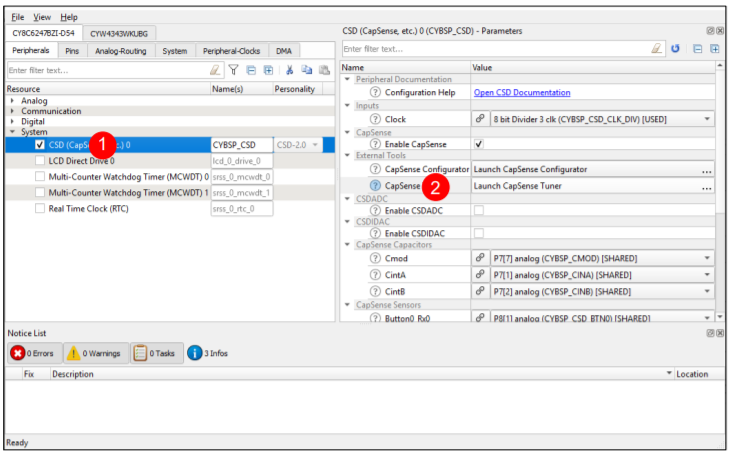 File View Help
CY8C6247BZI-D54 CYW4343WKUBG
Peripherals Pins Analog-Routing System Peripheral-Clocks DMA
Enter filter text...
Resource Name(s) Personality
Analog
Communication
Digital
System
CSD (CapS 1 c.) 0 CYBSP_CSD CSD-2.0
LCD Direct Drive 0 lcd_0_drive_0
Multi-Counter Watchdog Timer (MCWDT) 0 srss_0_mcwdt_0
Multi-Counter Watchdog Timer (MCWDT) 1 srss_0_mcwdt_1
Real Time Clock (RTC) srss_0_rtc_0
CSD (CapSense, etc.) 0 (CYBSP_CSD) - Parameters
Enter filter text...
Name Value
Peripheral Documentation
Configuration Help Open CSD Documentation
Inputs
Clock 8 bit Divider 3 clk (CYBSP_CSD_CLK_DIV) [USED]
CapSense
Enable CapSense
External Tools
CapSense Configurator Launch CapSense Configurator ...
CapSense 2 Launch CapSense Tuner ...
CSDADC
Enable CSDADC
CSDIDAC
Enable CSDIDAC
CapSense Capacitors
Cmod P7[7] analog (CYBSP_CMOD) [SHARED]
CintA P7[1] analog (CYBSP_CINA) [SHARED]
CintB P7[2] analog (CYBSP_CINB) [SHARED]
CapSense Sensors
Button0_Rx0 P8[1] analog (CYBSP_CSD_BTN0) [SHARED]
Notice List
0 Errors 0 Warnings 0 Tasks 3 Infos
Fix Description Location
Ready